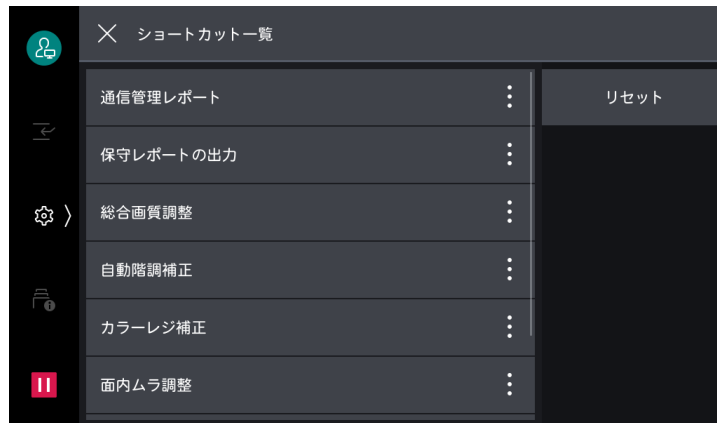 ショートカット一覧
通信管理レポート
リセット
保守レポートの出力
総合画質調整
自動階調補正
カラーレジ補正
面内ムラ調整